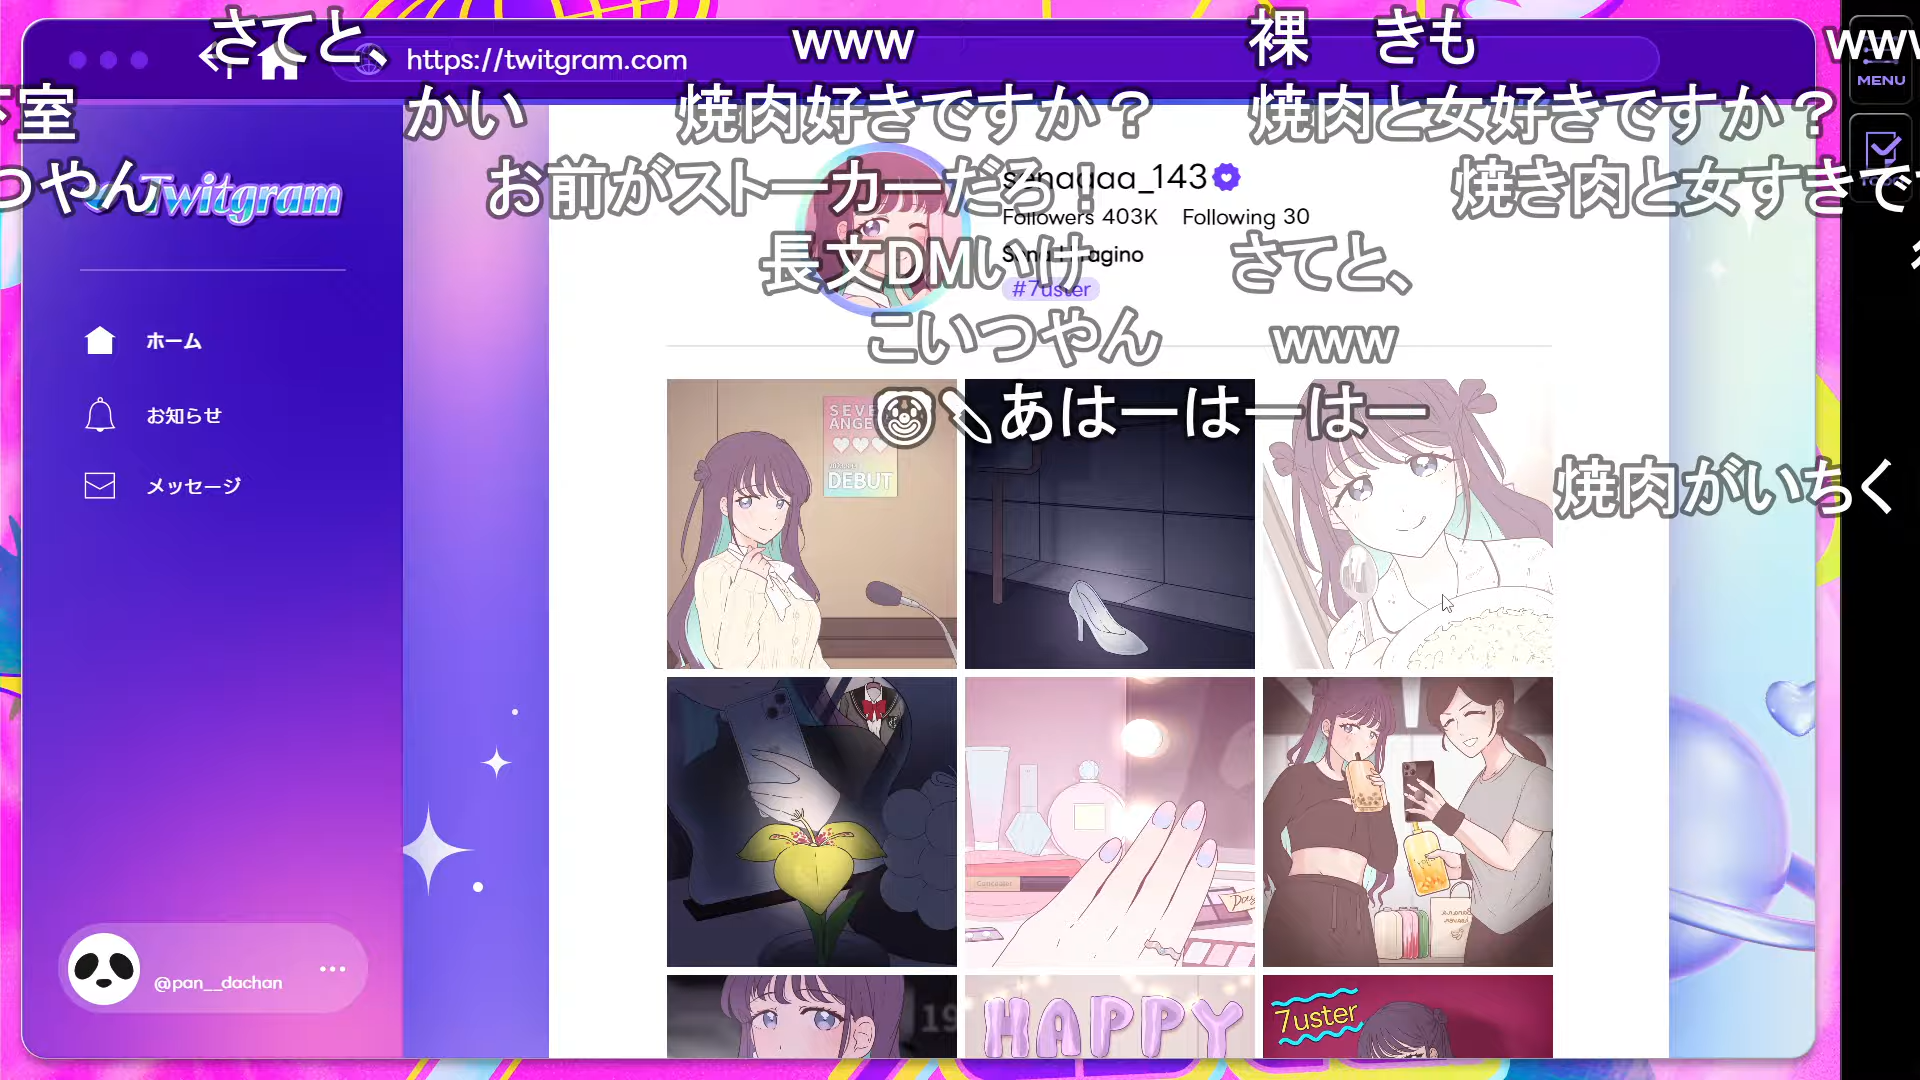 さてと、
www
裸
きも
https://twitgram.com
MENU
室
かい
焼肉好きですか？
焼肉と女好きですか？
つやん
Twitgram
お前がストーカーだろ！
焼き肉と女すきで
senaaaa_143
Followers 403K Following 30
長文DMいけ
さてと、
#7uster
こいつやん
www
ホーム
お知らせ
メッセージ
🤡🔪あはーはーはー
焼肉がいちく
DEBUT
Concealer
@pan__dachan
HAPPY
7uster